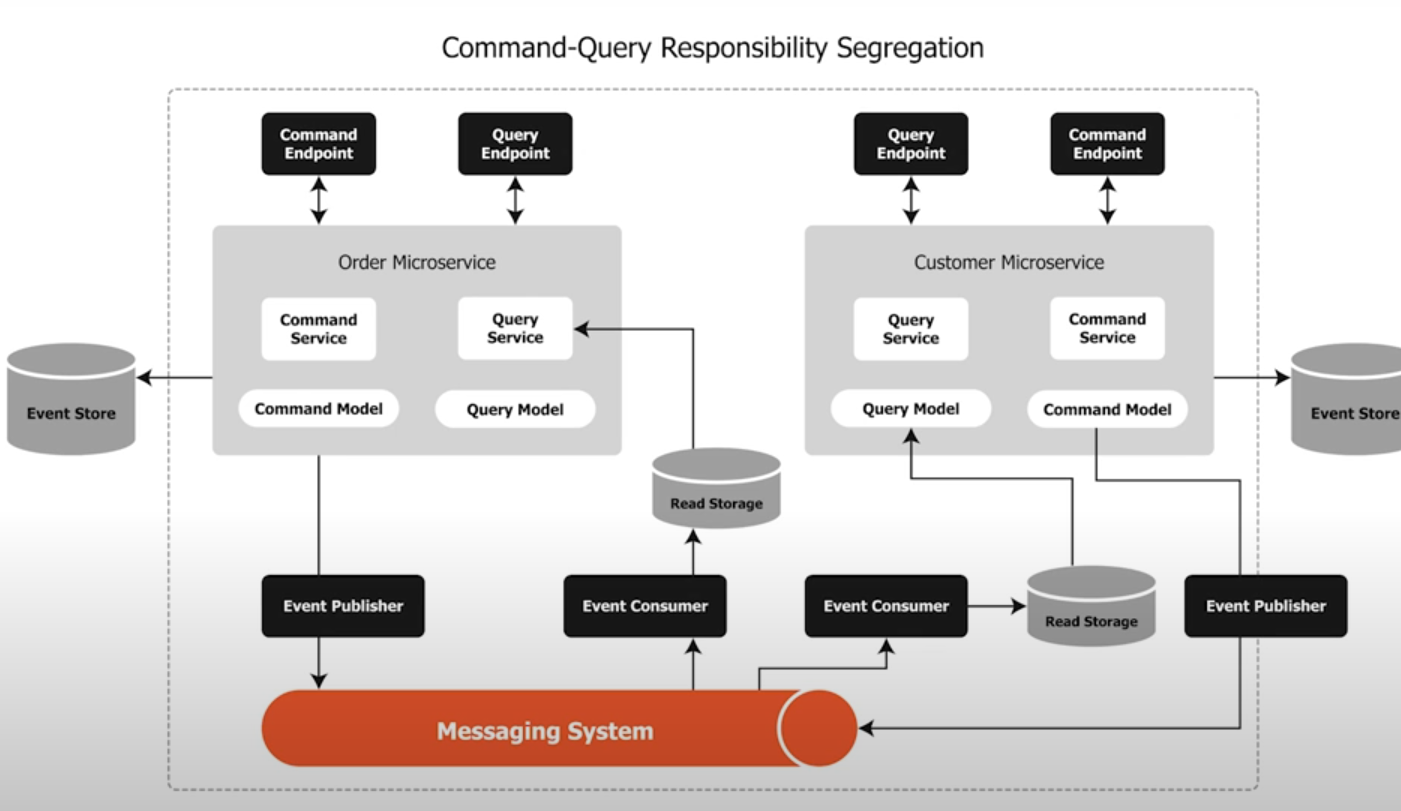 Command-Query Responsibility Segregation
Command
Endpoint
Query
Endpoint
Query
Endpoint
Command
Endpoint
Order Microservice
Customer Microservice
Command
Service
Query
Service
Query
Service
Command
Service
Command Model
Query Model
Query Model
Command Model
Event Store
Event Store
Read Storage
Event Publisher
Event Consumer
Event Consumer
Read Storage
Event Publisher
Messaging System